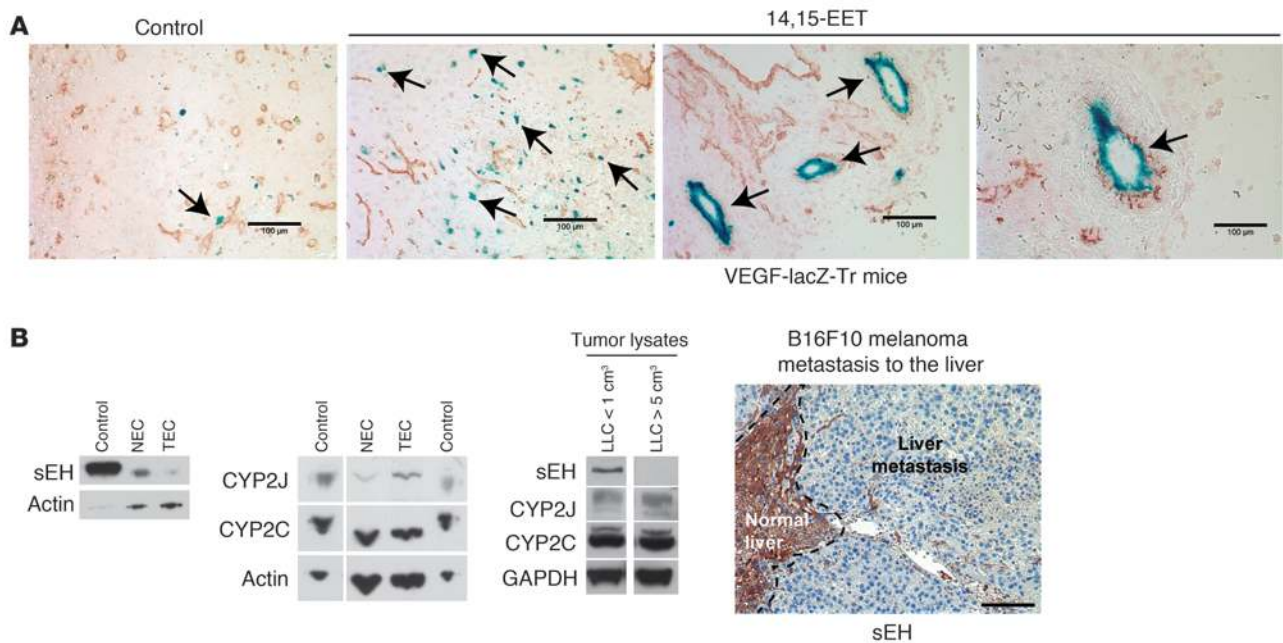 A
Control
14,15-EET
100 µm
100 µm
100 µm
100 µm
VEGF-lacZ-Tr mice
B
Control
NEC
TEC
sEH
Actin
Control
NEC
TEC
Control
CYP2J
CYP2C
Actin
Tumor lysates
LLC < 1 cm³
LLC > 5 cm³
sEH
CYP2J
CYP2C
GAPDH
B16F10 melanoma
metastasis to the liver
Liver
metastasis
Normal
liver
sEH